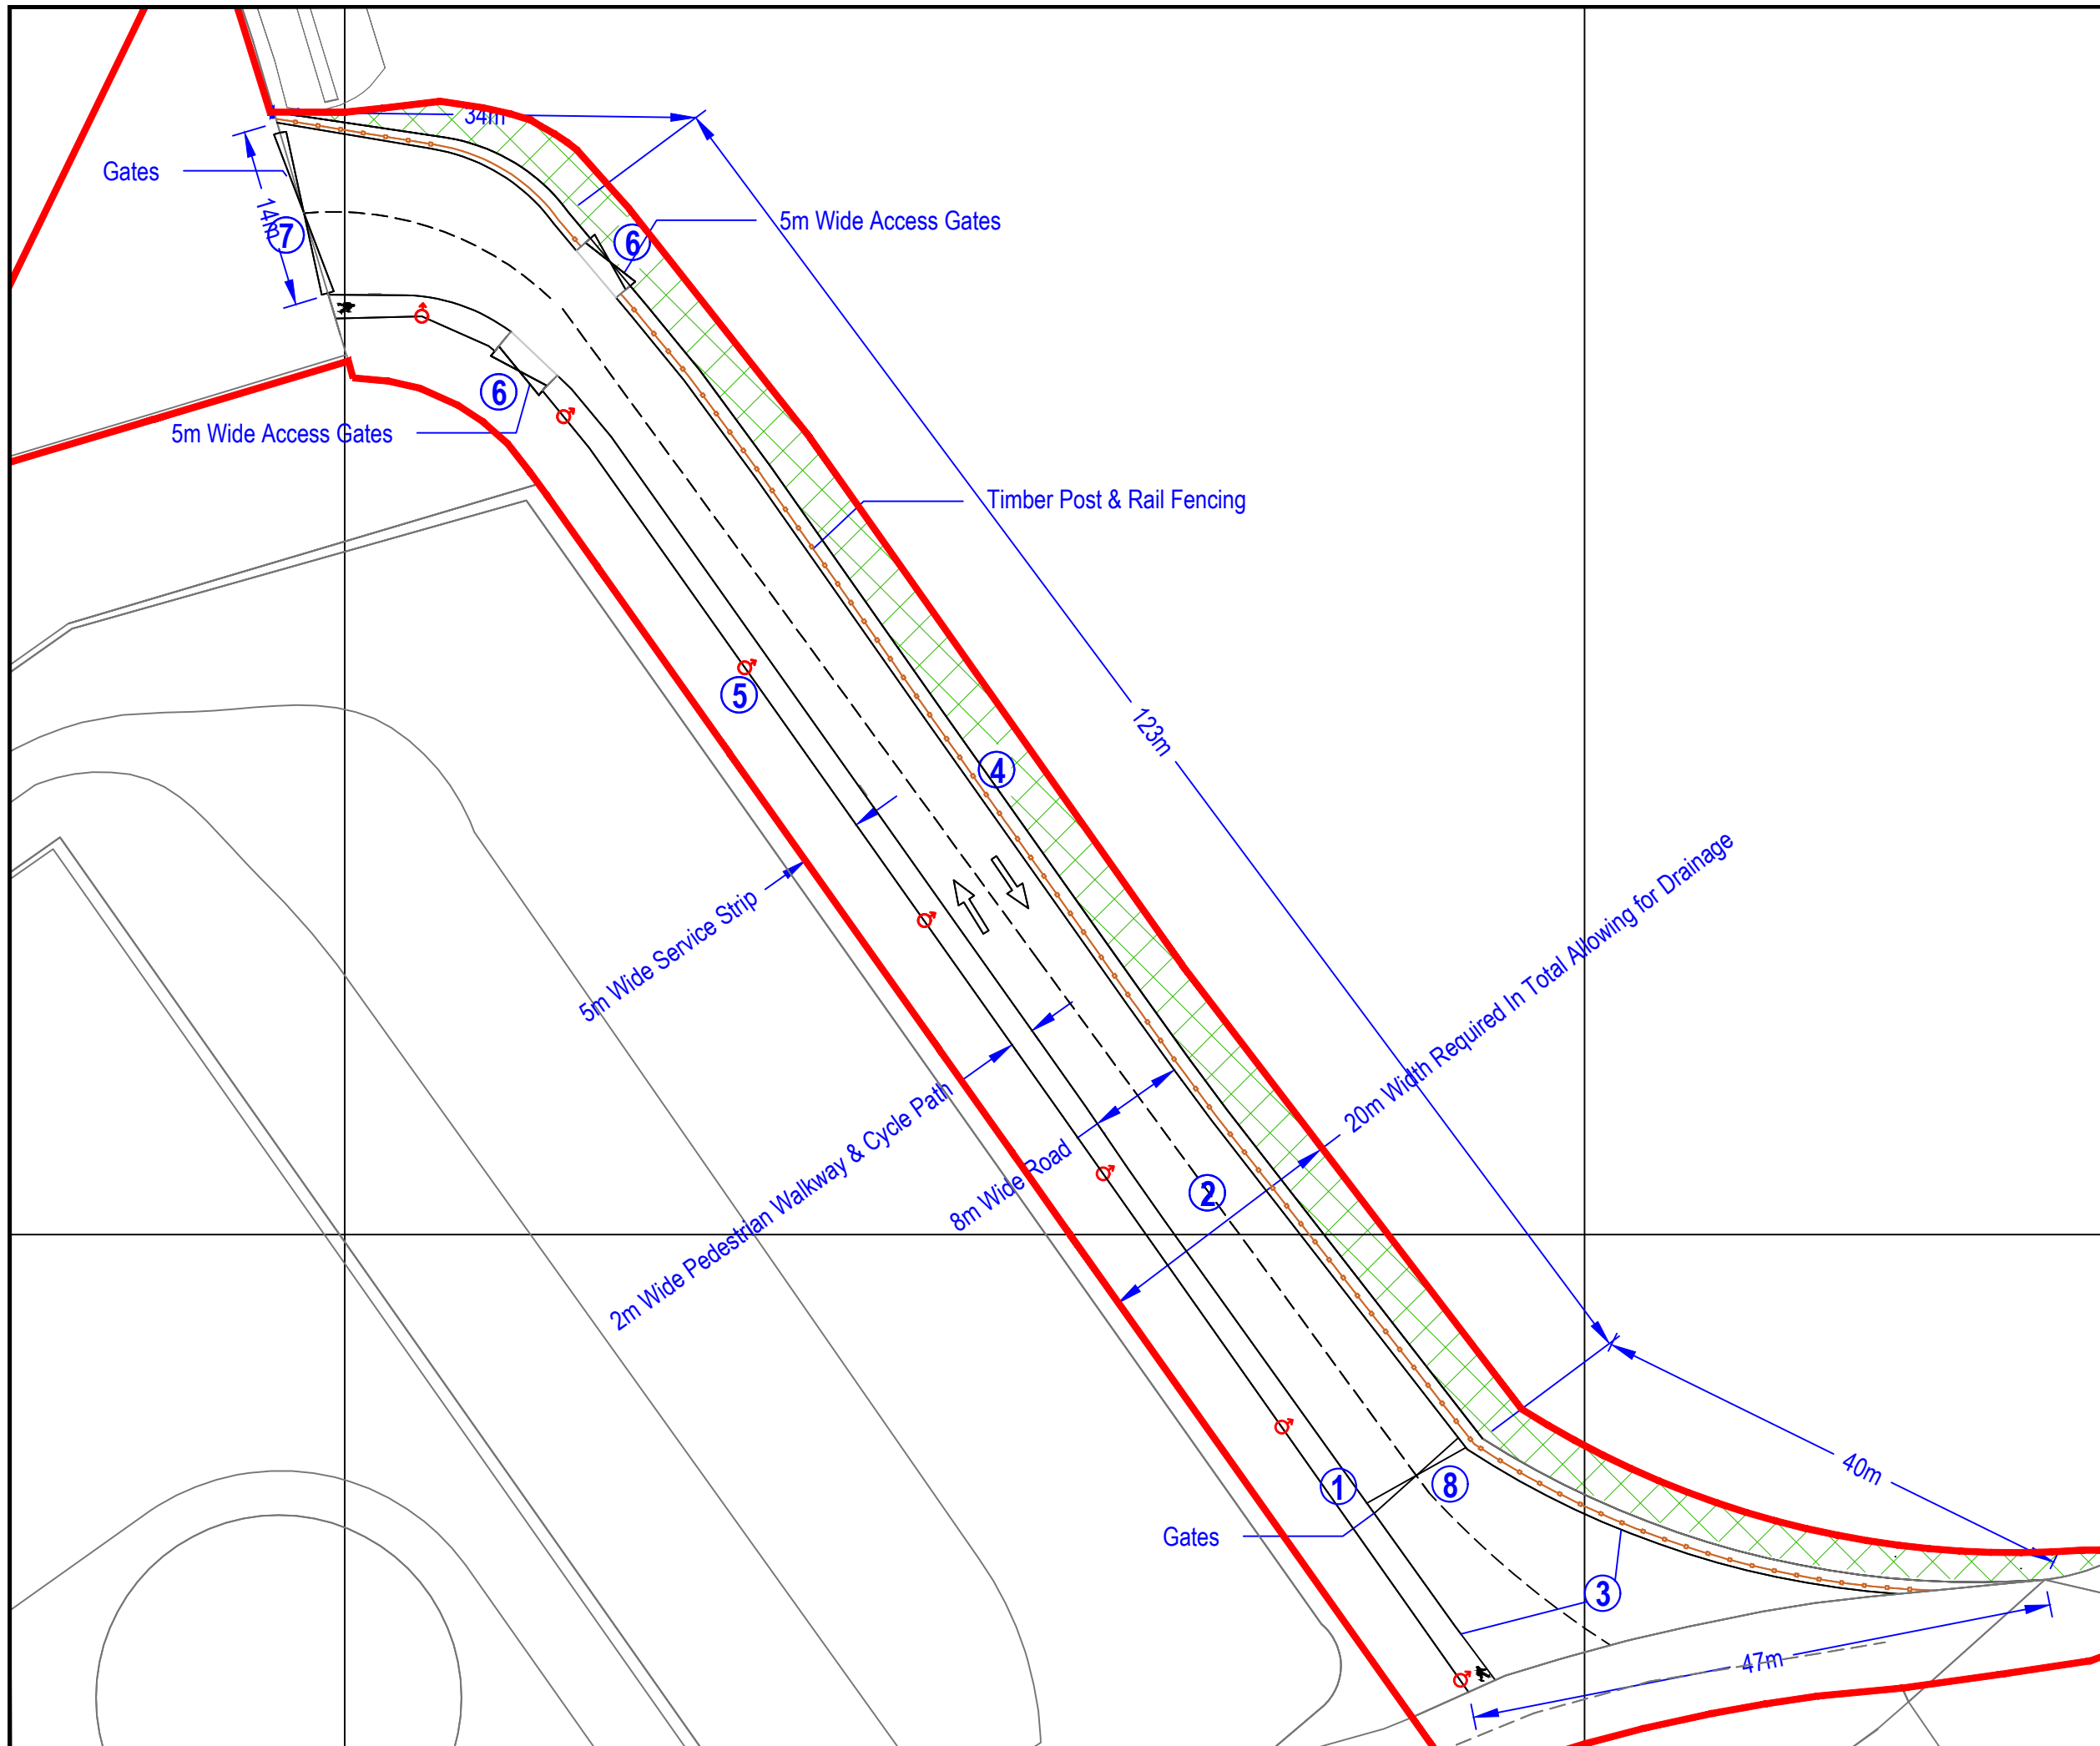 34m
Gates
14m
7
6
5m Wide Access Gates
6
5m Wide Access Gates
Timber Post & Rail Fencing
5
123m
4
5m Wide Service Strip
20m Width Required In Total Allowing for Drainage
2m Wide Pedestrian Walkway & Cycle Path
8m Wide Road
2
40m
1
8
Gates
3
47m